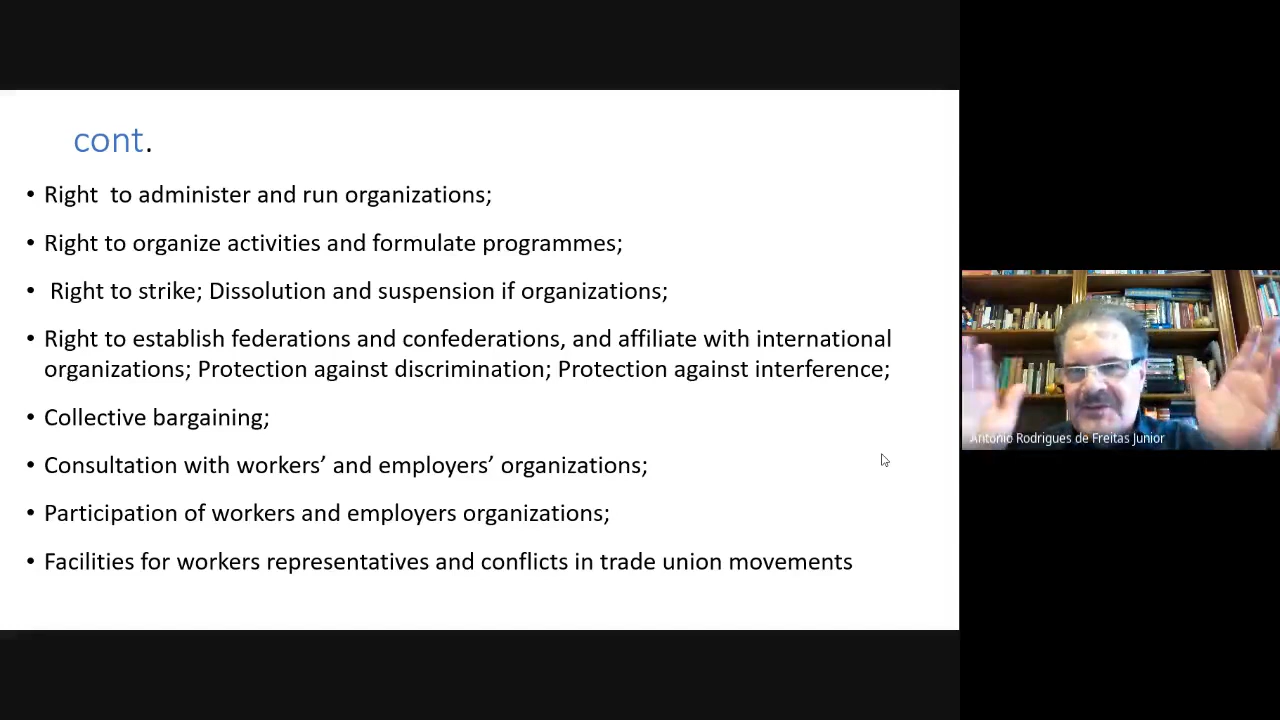 cont.
• Right  to administer and run organizations;
• Right to organize activities and formulate programmes;
•  Right to strike; Dissolution and suspension if organizations;
• Right to establish federations and confederations, and affiliate with international
organizations; Protection against discrimination; Protection against interference;
• Collective bargaining;
• Consultation with workers’ and employers’ organizations;
• Participation of workers and employers organizations;
• Facilities for workers representatives and conflicts in trade union movements
Antonio Rodrigues de Freitas Junior